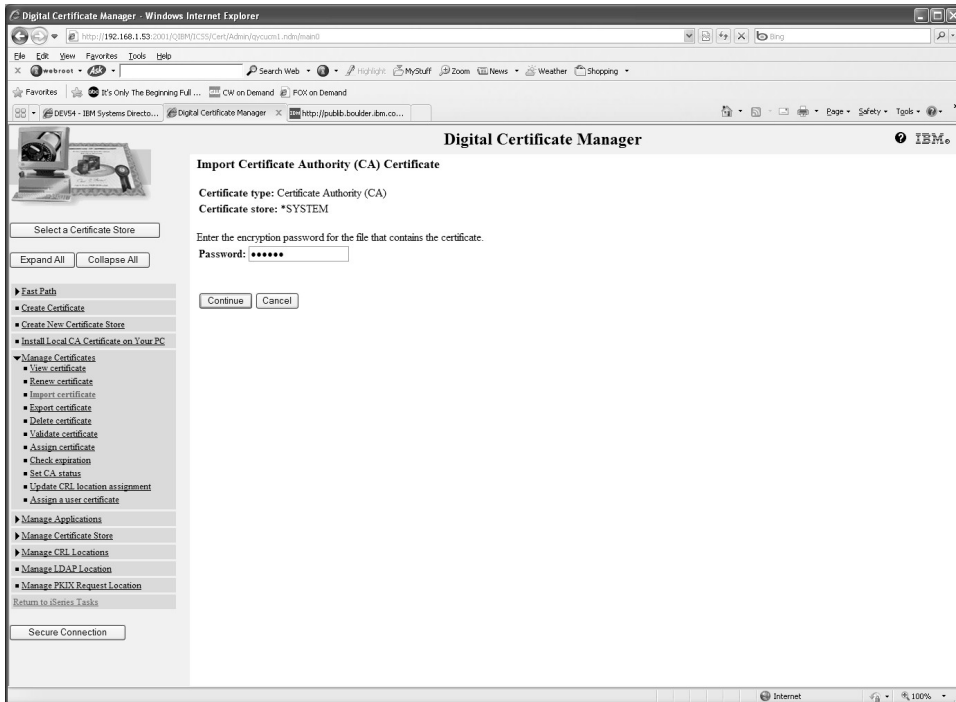 Digital Certificate Manager - Windows Internet Explorer
http://192.168.1.53:2001/QIBM/ICSS/Cert/Admin/qycucm1.ndm/main0
Bing
File Edit View Favorites Tools Help
webroot Ask Search Web Highlight MyStuff Zoom News Weather Shopping
Favorites abc It's Only The Beginning Full ... CW on Demand FOX on Demand
DEV54 - IBM Systems Directo... Digital Certificate Manager X http://publib.boulder.ibm.co... Page Safety Tools
Digital Certificate Manager
IBM
Import Certificate Authority (CA) Certificate
Certificate type: Certificate Authority (CA)
Certificate store: *SYSTEM
Enter the encryption password for the file that contains the certificate.
Password: ••••••
Continue Cancel
Select a Certificate Store
Expand All Collapse All
Fast Path
Create Certificate
Create New Certificate Store
Install Local CA Certificate on Your PC
Manage Certificates
View certificate
Renew certificate
Import certificate
Export certificate
Delete certificate
Validate certificate
Assign certificate
Check expiration
Set CA status
Update CRL location assignment
Assign a user certificate
Manage Applications
Manage Certificate Store
Manage CRL Locations
Manage LDAP Location
Manage PKIX Request Location
Return to iSeries Tasks
Secure Connection
Internet 100%